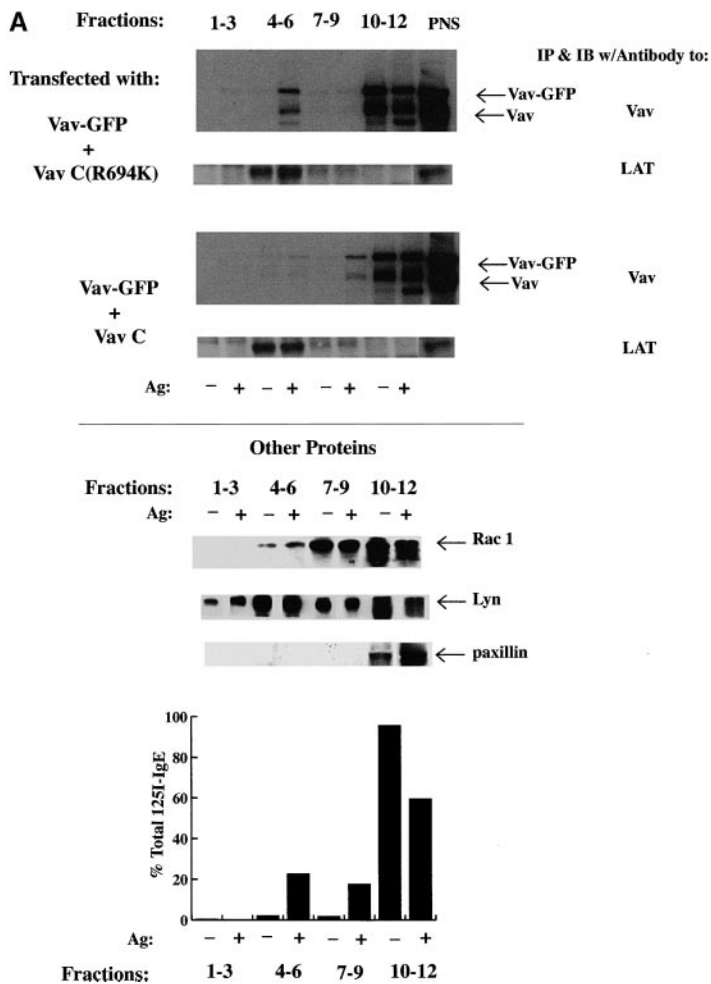 A
Fractions: 1-3 4-6 7-9 10-12 PNS
IP & IB w/Antibody to:
Transfected with:
Vav-GFP
+
Vav C(R694K)
Vav-GFP
Vav
Vav
LAT
Vav-GFP
+
Vav C
Vav-GFP
Vav
Vav
LAT
Ag: – + – + – + – +
Other Proteins
Fractions: 1-3 4-6 7-9 10-12
Ag: – + – + – + – +
Rac 1
Lyn
paxillin
% Total 125I-IgE
100
80
60
40
20
0
Ag: – + – + – + – +
Fractions: 1-3 4-6 7-9 10-12